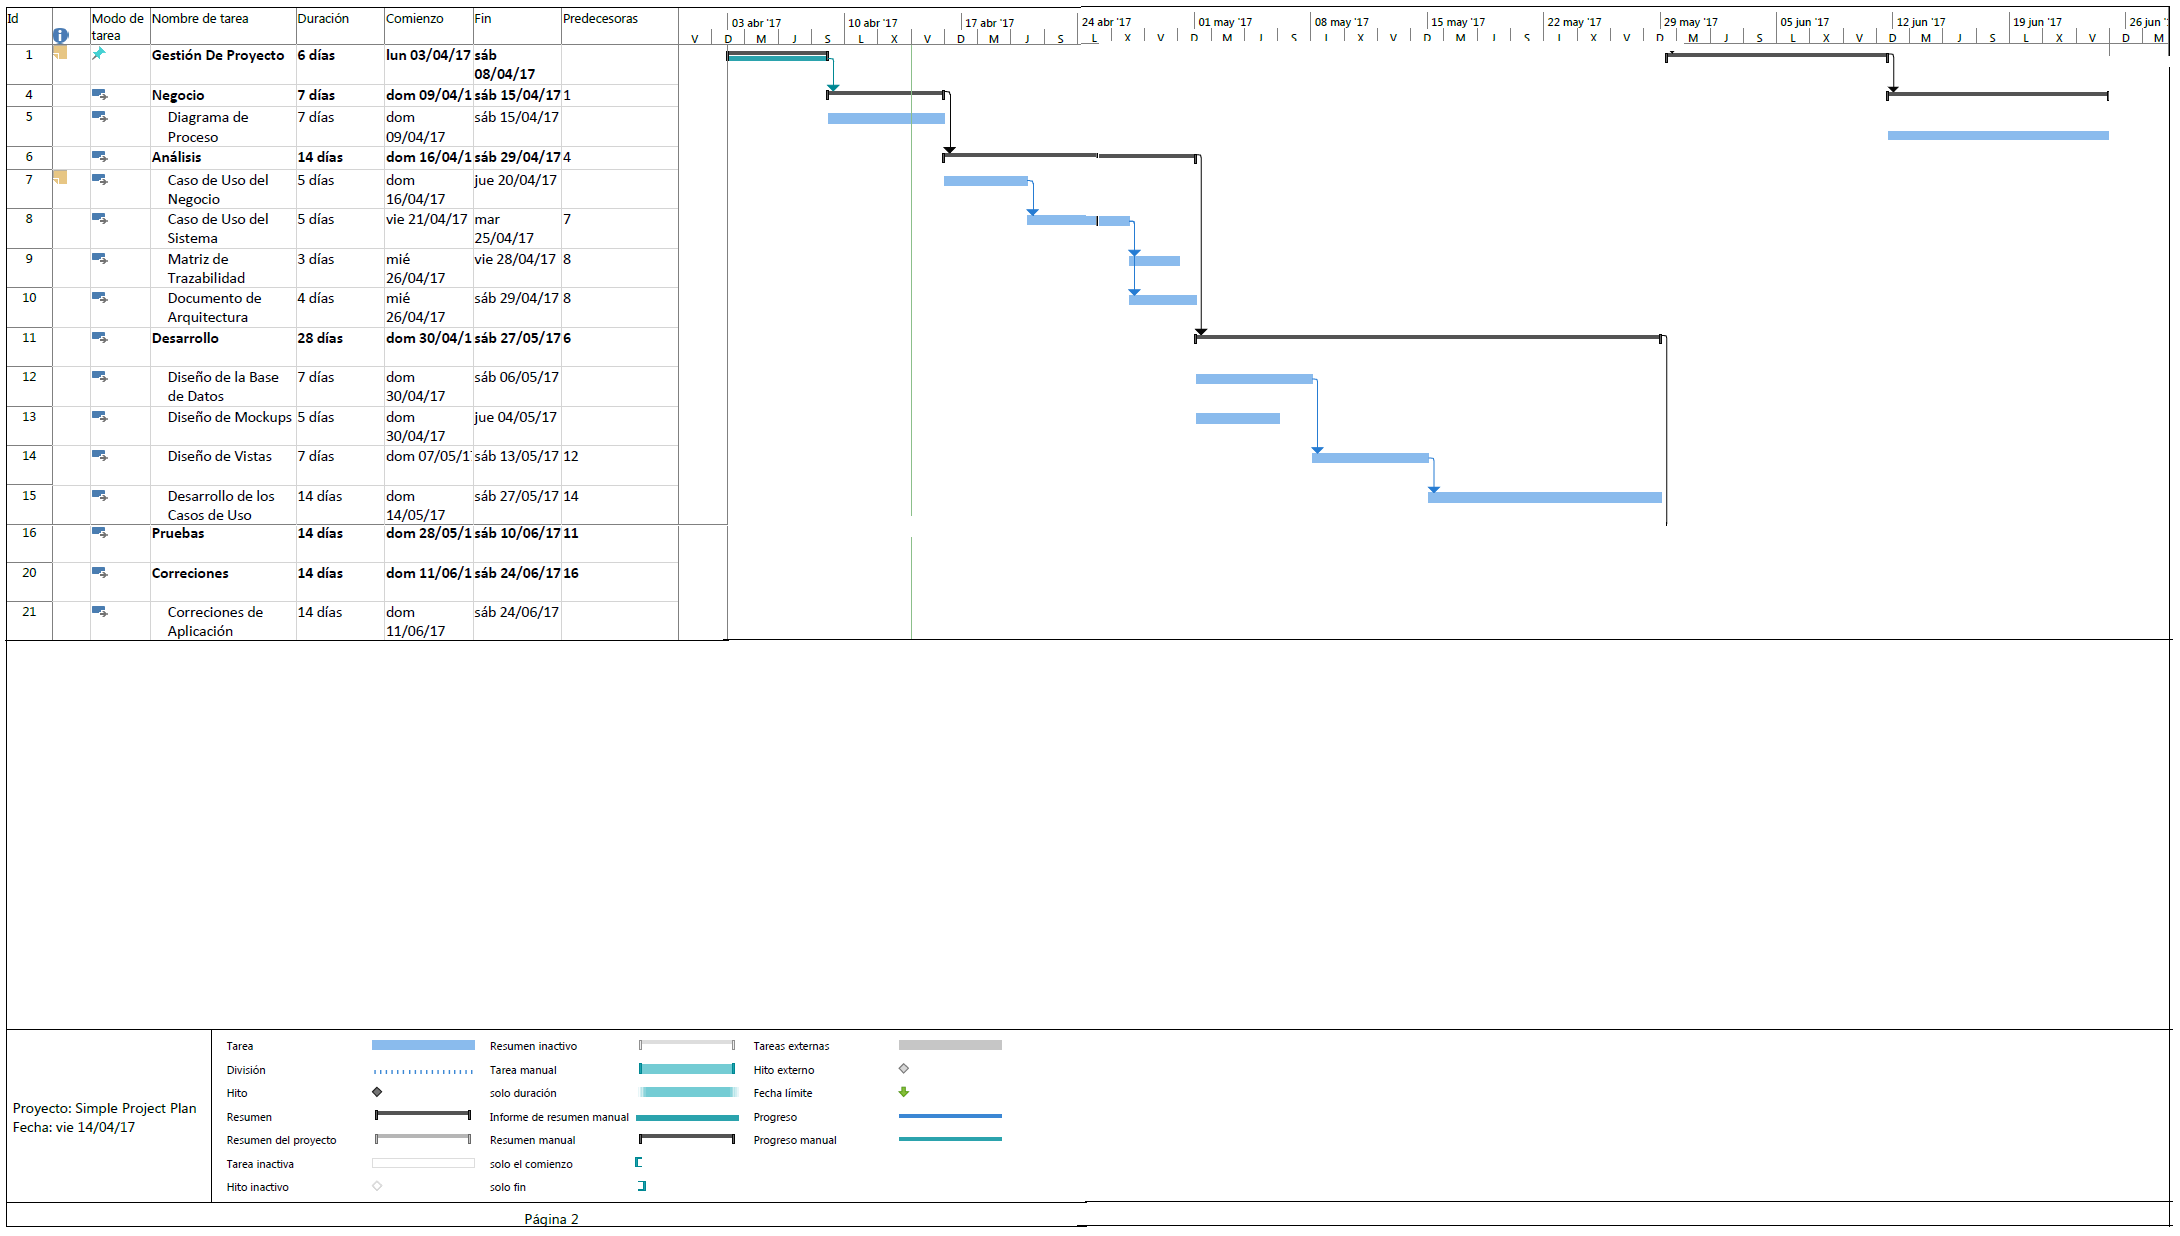 Id Modo de tarea Nombre de tarea Duración Comienzo Fin Predecesoras
03 abr '17 10 abr '17 17 abr '17 24 abr '17 01 may '17 08 may '17 15 may '17 22 may '17 29 may '17 05 jun '17 12 jun '17 19 jun '17 26 jun '
V D M J S L X V D M J S L X V D M J S L X V D M J S L X V D M J S L X V D M J S L X V D M
1 Gestión De Proyecto 6 días lun 03/04/17 sáb 08/04/17
4 Negocio 7 días dom 09/04/1 sáb 15/04/17 1
5 Diagrama de Proceso 7 días dom 09/04/17 sáb 15/04/17
6 Análisis 14 días dom 16/04/1 sáb 29/04/17 4
7 Caso de Uso del Negocio 5 días dom 16/04/17 jue 20/04/17
8 Caso de Uso del Sistema 5 días vie 21/04/17 mar 25/04/17 7
9 Matriz de Trazabilidad 3 días mié 26/04/17 vie 28/04/17 8
10 Documento de Arquitectura 4 días mié 26/04/17 sáb 29/04/17 8
11 Desarrollo 28 días dom 30/04/1 sáb 27/05/17 6
12 Diseño de la Base de Datos 7 días dom 30/04/17 sáb 06/05/17
13 Diseño de Mockups 5 días dom 30/04/17 jue 04/05/17
14 Diseño de Vistas 7 días dom 07/05/1 sáb 13/05/17 12
15 Desarrollo de los Casos de Uso 14 días dom 14/05/17 sáb 27/05/17 14
16 Pruebas 14 días dom 28/05/1 sáb 10/06/17 11
20 Correciones 14 días dom 11/06/1 sáb 24/06/17 16
21 Correciones de Aplicación 14 días dom 11/06/17 sáb 24/06/17
Proyecto: Simple Project Plan
Fecha: vie 14/04/17
Tarea Resumen inactivo Tareas externas
División Tarea manual Hito externo
Hito solo duración Fecha límite
Resumen Informe de resumen manual Progreso
Resumen del proyecto Resumen manual Progreso manual
Tarea inactiva solo el comienzo
Hito inactivo solo fin
Página 2